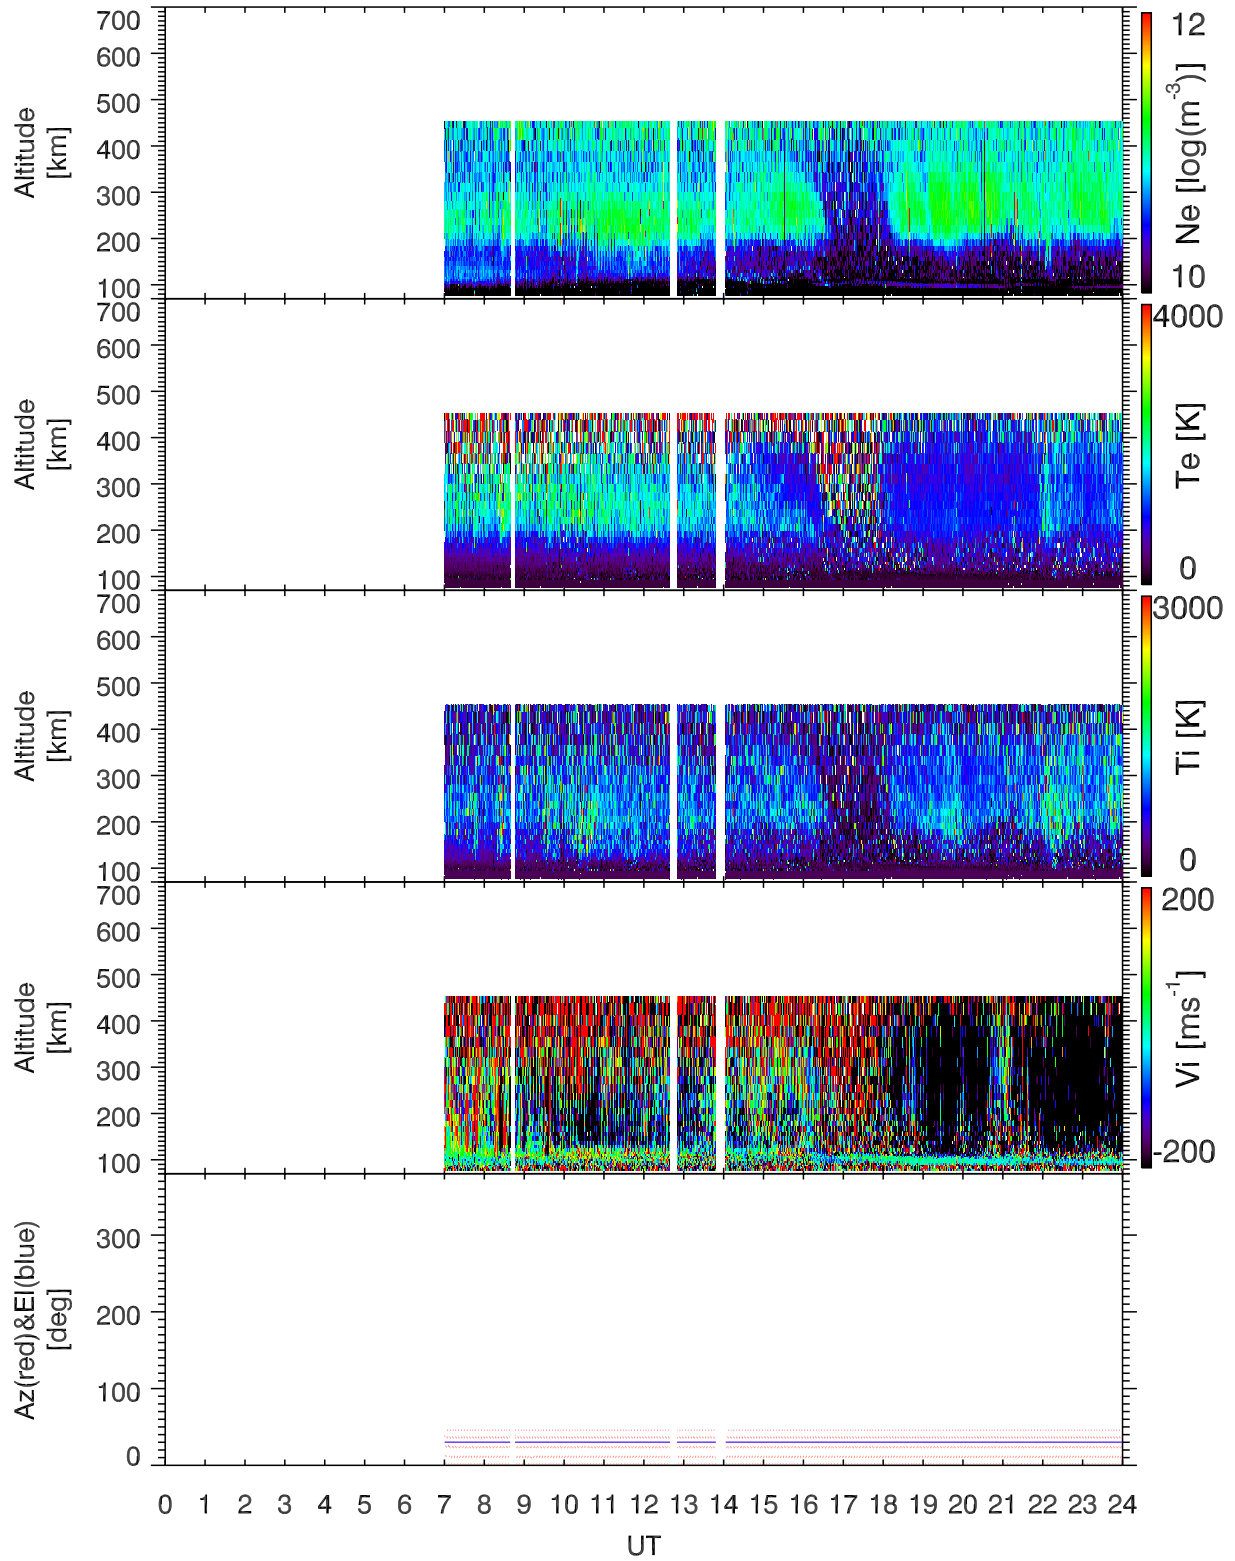 700
600
500
400
300
200
100
Altitude
[km]
12
Ne [log(m⁻³)]
10
700
600
500
400
300
200
100
Altitude
[km]
4000
Te [K]
0
700
600
500
400
300
200
100
Altitude
[km]
3000
Ti [K]
0
700
600
500
400
300
200
100
Altitude
[km]
200
Vi [ms⁻¹]
-200
300
200
100
0
Az(red)&El(blue)
[deg]
0 1 2 3 4 5 6 7 8 9 10 11 12 13 14 15 16 17 18 19 20 21 22 23 24
UT